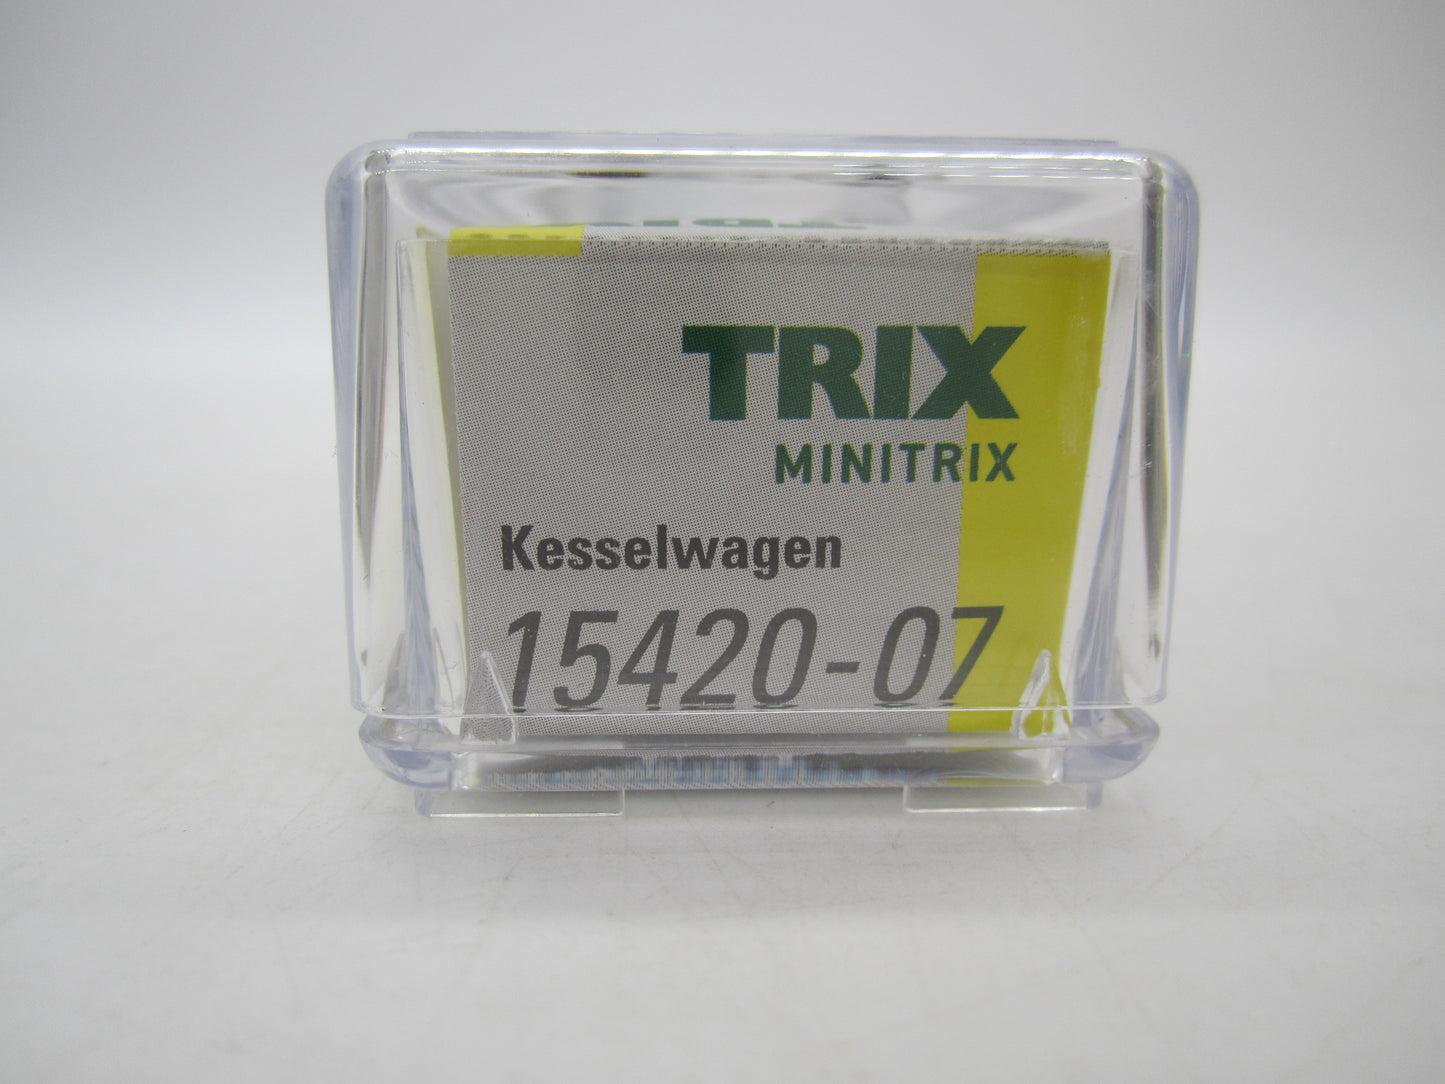 TRIX
MINITRIX
Kesselwagen
15420-07